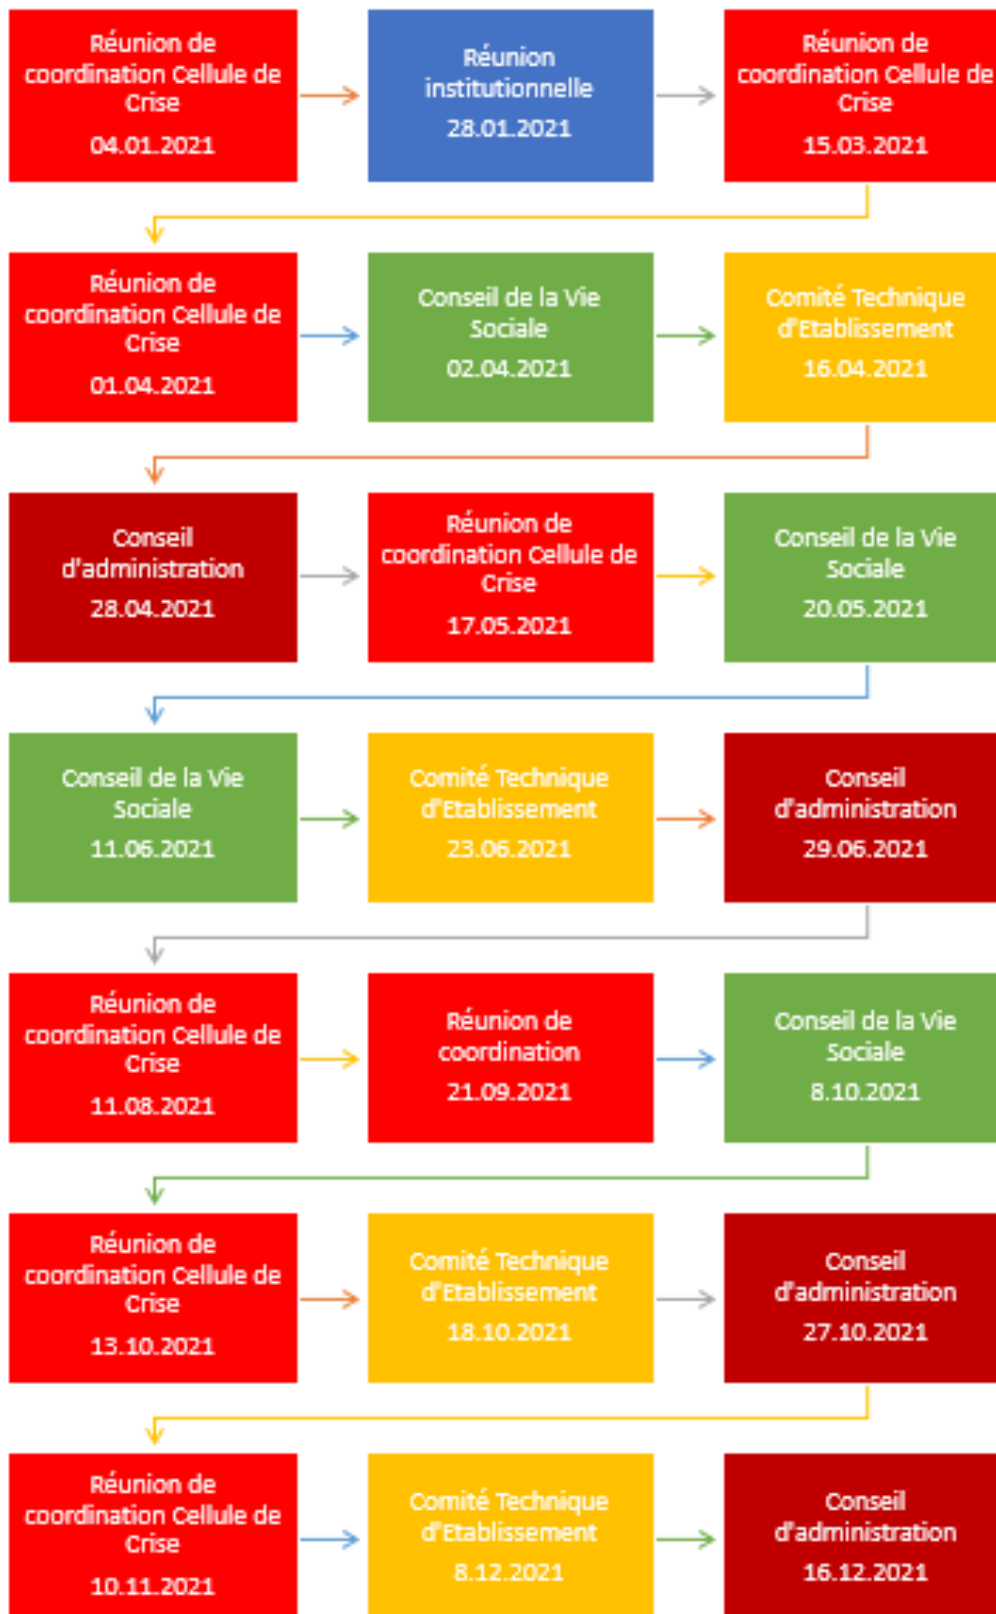 Réunion de
coordination Cellule de
Crise
04.01.2021
Réunion
institutionnelle
28.01.2021
Réunion de
coordination Cellule de
Crise
15.03.2021
Réunion de
coordination Cellule de
Crise
01.04.2021
Conseil de la Vie
Sociale
02.04.2021
Comité Technique
d'Etablissement
16.04.2021
Conseil
d'administration
28.04.2021
Réunion de
coordination Cellule de
Crise
17.05.2021
Conseil de la Vie
Sociale
20.05.2021
Conseil de la Vie
Sociale
11.06.2021
Comité Technique
d'Etablissement
23.06.2021
Conseil
d'administration
29.06.2021
Réunion de
coordination Cellule de
Crise
11.08.2021
Réunion de
coordination
21.09.2021
Conseil de la Vie
Sociale
8.10.2021
Réunion de
coordination Cellule de
Crise
13.10.2021
Comité Technique
d'Etablissement
18.10.2021
Conseil
d'administration
27.10.2021
Réunion de
coordination Cellule de
Crise
10.11.2021
Comité Technique
d'Etablissement
8.12.2021
Conseil
d'administration
16.12.2021